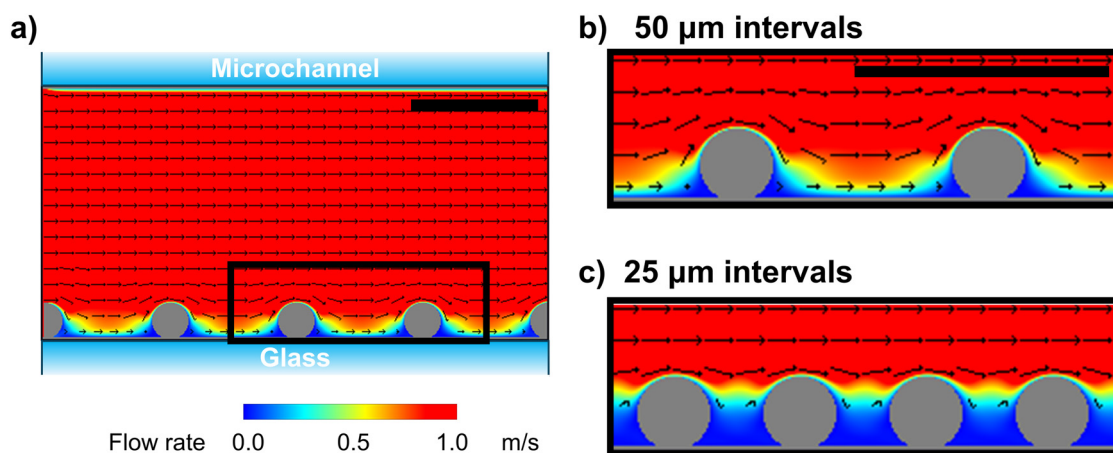 a)
Microchannel
Glass
Flow rate 0.0 0.5 1.0 m/s
b) 50 µm intervals
c) 25 µm intervals